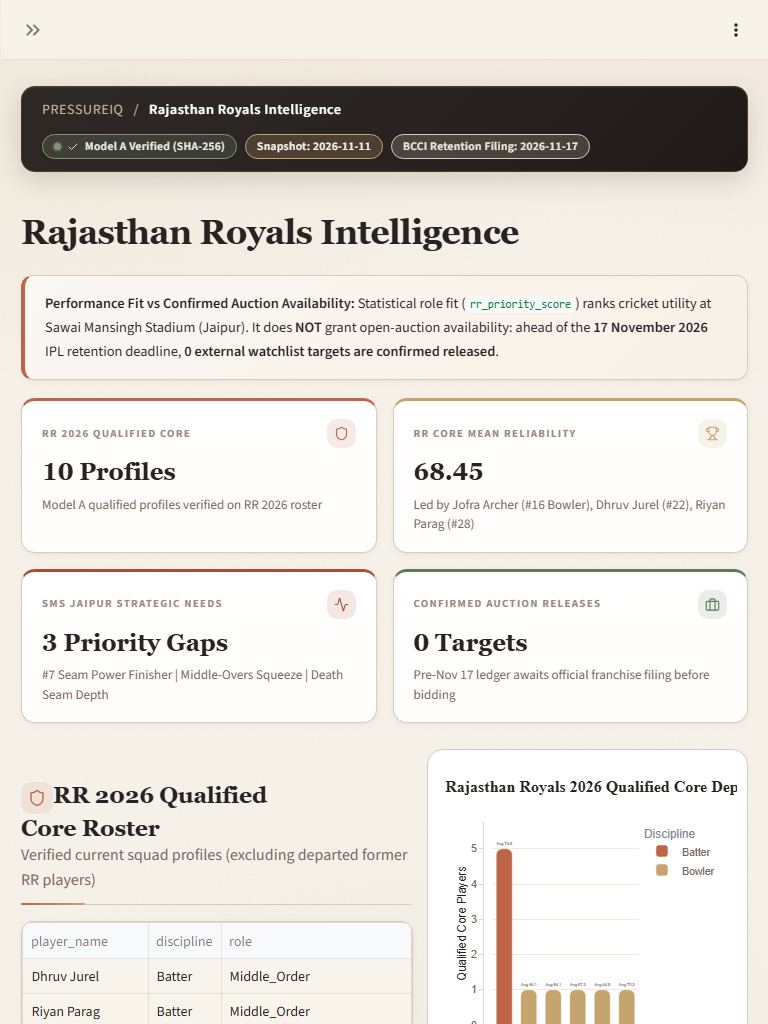 PRESSUREIQ / Rajasthan Royals Intelligence
Model A Verified (SHA-256)
Snapshot: 2026-11-11
BCCI Retention Filing: 2026-11-17
Rajasthan Royals Intelligence
Performance Fit vs Confirmed Auction Availability: Statistical role fit ( rr_priority_score ) ranks cricket utility at
Sawai Mansingh Stadium (Jaipur). It does NOT grant open-auction availability: ahead of the 17 November 2026
IPL retention deadline, 0 external watchlist targets are confirmed released.
RR 2026 QUALIFIED CORE
10 Profiles
Model A qualified profiles verified on RR 2026 roster
RR CORE MEAN RELIABILITY
68.45
Led by Jofra Archer (#16 Bowler), Dhruv Jurel (#22), Riyan
Parag (#28)
SMS JAIPUR STRATEGIC NEEDS
3 Priority Gaps
#7 Seam Power Finisher | Middle-Overs Squeeze | Death
Seam Depth
CONFIRMED AUCTION RELEASES
0 Targets
Pre-Nov 17 ledger awaits official franchise filing before
bidding
RR 2026 Qualified
Core Roster
Verified current squad profiles (excluding departed former
RR players)
player_name discipline role
Dhruv Jurel Batter Middle_Order
Riyan Parag Batter Middle_Order
Rajasthan Royals 2026 Qualified Core Dep
Discipline
Batter
Bowler
Qualified Core Players
5
4
3
2
1